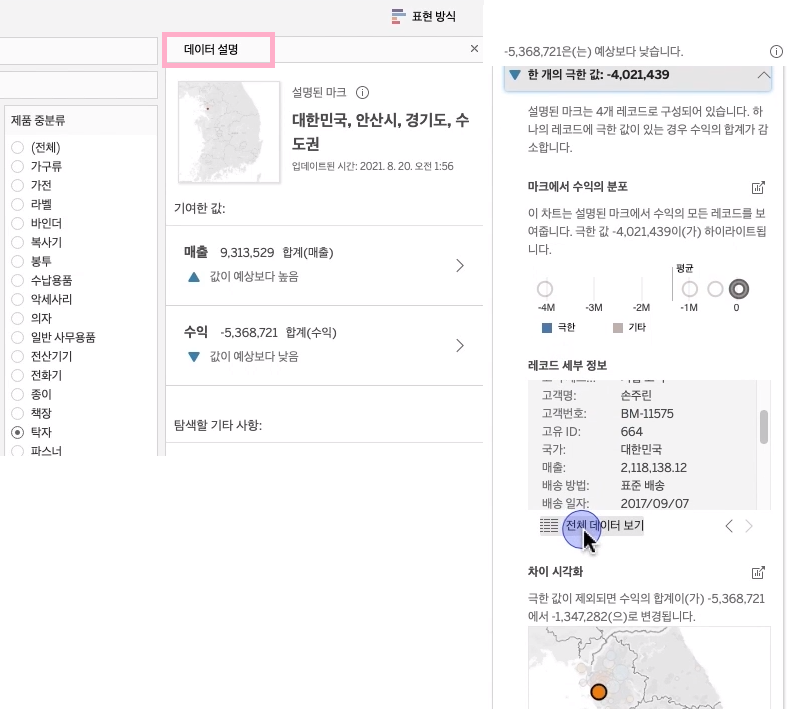 표현 방식
데이터 설명
제품 중분류
(전체)
가구류
가전
라벨
바인더
복사기
봉투
수납용품
악세사리
의자
일반 사무용품
전산기기
전화기
종이
책장
탁자
파스너
설명된 마크
대한민국, 안산시, 경기도, 수
도권
업데이트된 시간: 2021. 8. 20. 오전 1:56
기여한 값:
매출 9,313,529 합계(매출)
값이 예상보다 높음
수익 -5,368,721 합계(수익)
값이 예상보다 낮음
탐색할 기타 사항:
-5,368,721은(는) 예상보다 낮습니다.
한 개의 극한 값: -4,021,439
설명된 마크는 4개 레코드로 구성되어 있습니다. 하
나의 레코드에 극한 값이 있는 경우 수익의 합계가 감
소합니다.
마크에서 수익의 분포
이 차트는 설명된 마크에서 수익의 모든 레코드를 보
여줍니다. 극한 값 -4,021,439이(가) 하이라이트됩
니다.
평균
-4M -3M -2M -1M 0
극한 기타
레코드 세부 정보
고객명: 손주린
고객번호: BM-11575
고유 ID: 664
국가: 대한민국
매출: 2,118,138.12
배송 방법: 표준 배송
배송 일자: 2017/09/07
전체 데이터 보기
차이 시각화
극한 값이 제외되면 수익의 합계이(가) -5,368,721
에서 -1,347,282(으)로 변경됩니다.